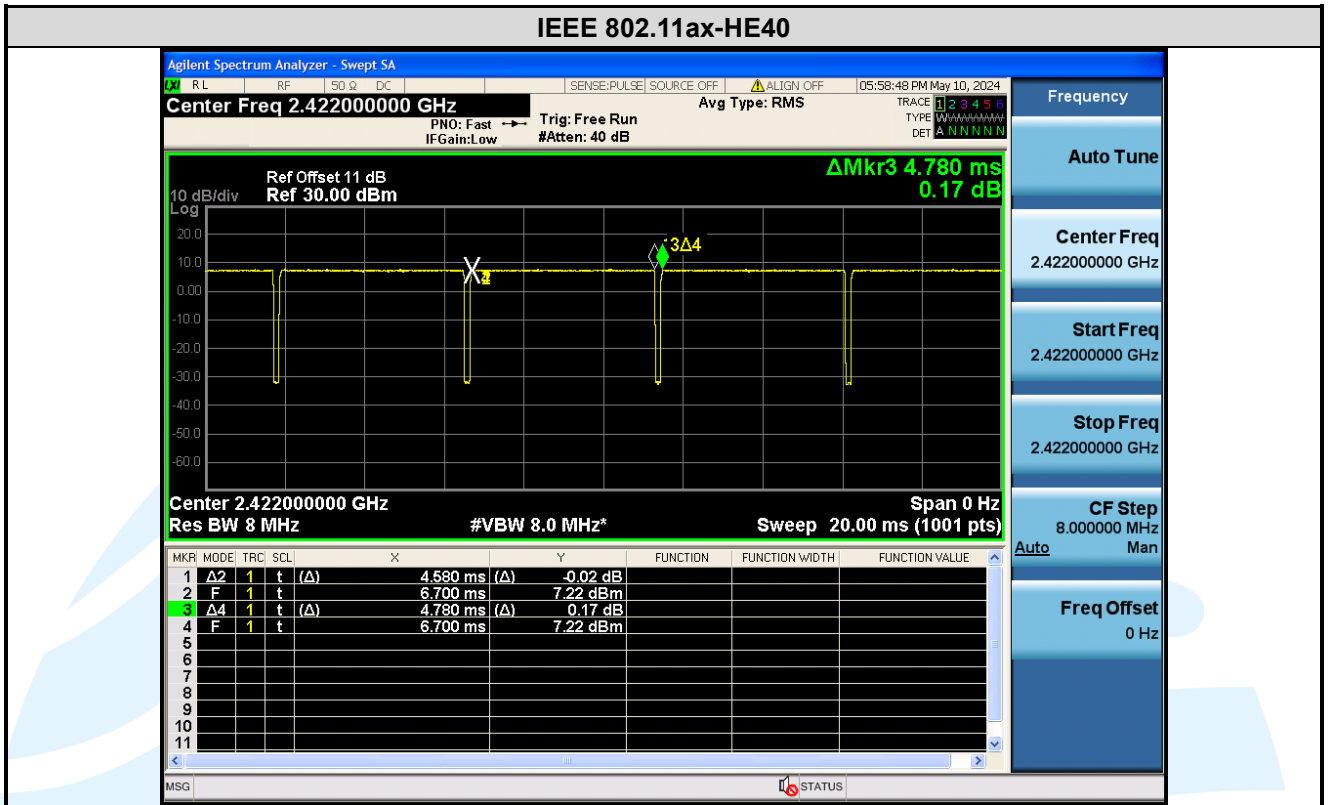 IEEE 802.11ax-HE40
Agilent Spectrum Analyzer - Swept SA
LXI RL RF 50 Ω DC SENSE:PULSE SOURCE OFF ALIGN OFF 05:58:48 PM May 10, 2024
Center Freq 2.422000000 GHz
PNO: Fast
IFGain:Low
Trig: Free Run
#Atten: 40 dB
Avg Type: RMS
TRACE 1 2 3 4 5 6
TYPE WWWWWW
DET A N N N N N
Frequency
ΔMkr3 4.780 ms
0.17 dB
10 dB/div
Log
Ref Offset 11 dB
Ref 30.00 dBm
20.0
10.0
0.00
-10.0
-20.0
-30.0
-40.0
-50.0
-60.0
X
3Δ4
Center 2.422000000 GHz Span 0 Hz
Res BW 8 MHz #VBW 8.0 MHz* Sweep 20.00 ms (1001 pts)
MKR MODE TRC SCL X Y FUNCTION FUNCTION WIDTH FUNCTION VALUE
1 Δ2 1 t (Δ) 4.580 ms (Δ) -0.02 dB
2 F 1 t 6.700 ms 7.22 dBm
3 Δ4 1 t (Δ) 4.780 ms (Δ) 0.17 dB
4 F 1 t 6.700 ms 7.22 dBm
5
6
7
8
9
10
11
MSG STATUS
Auto Tune
Center Freq
2.422000000 GHz
Start Freq
2.422000000 GHz
Stop Freq
2.422000000 GHz
CF Step
8.000000 MHz
Auto Man
Freq Offset
0 Hz